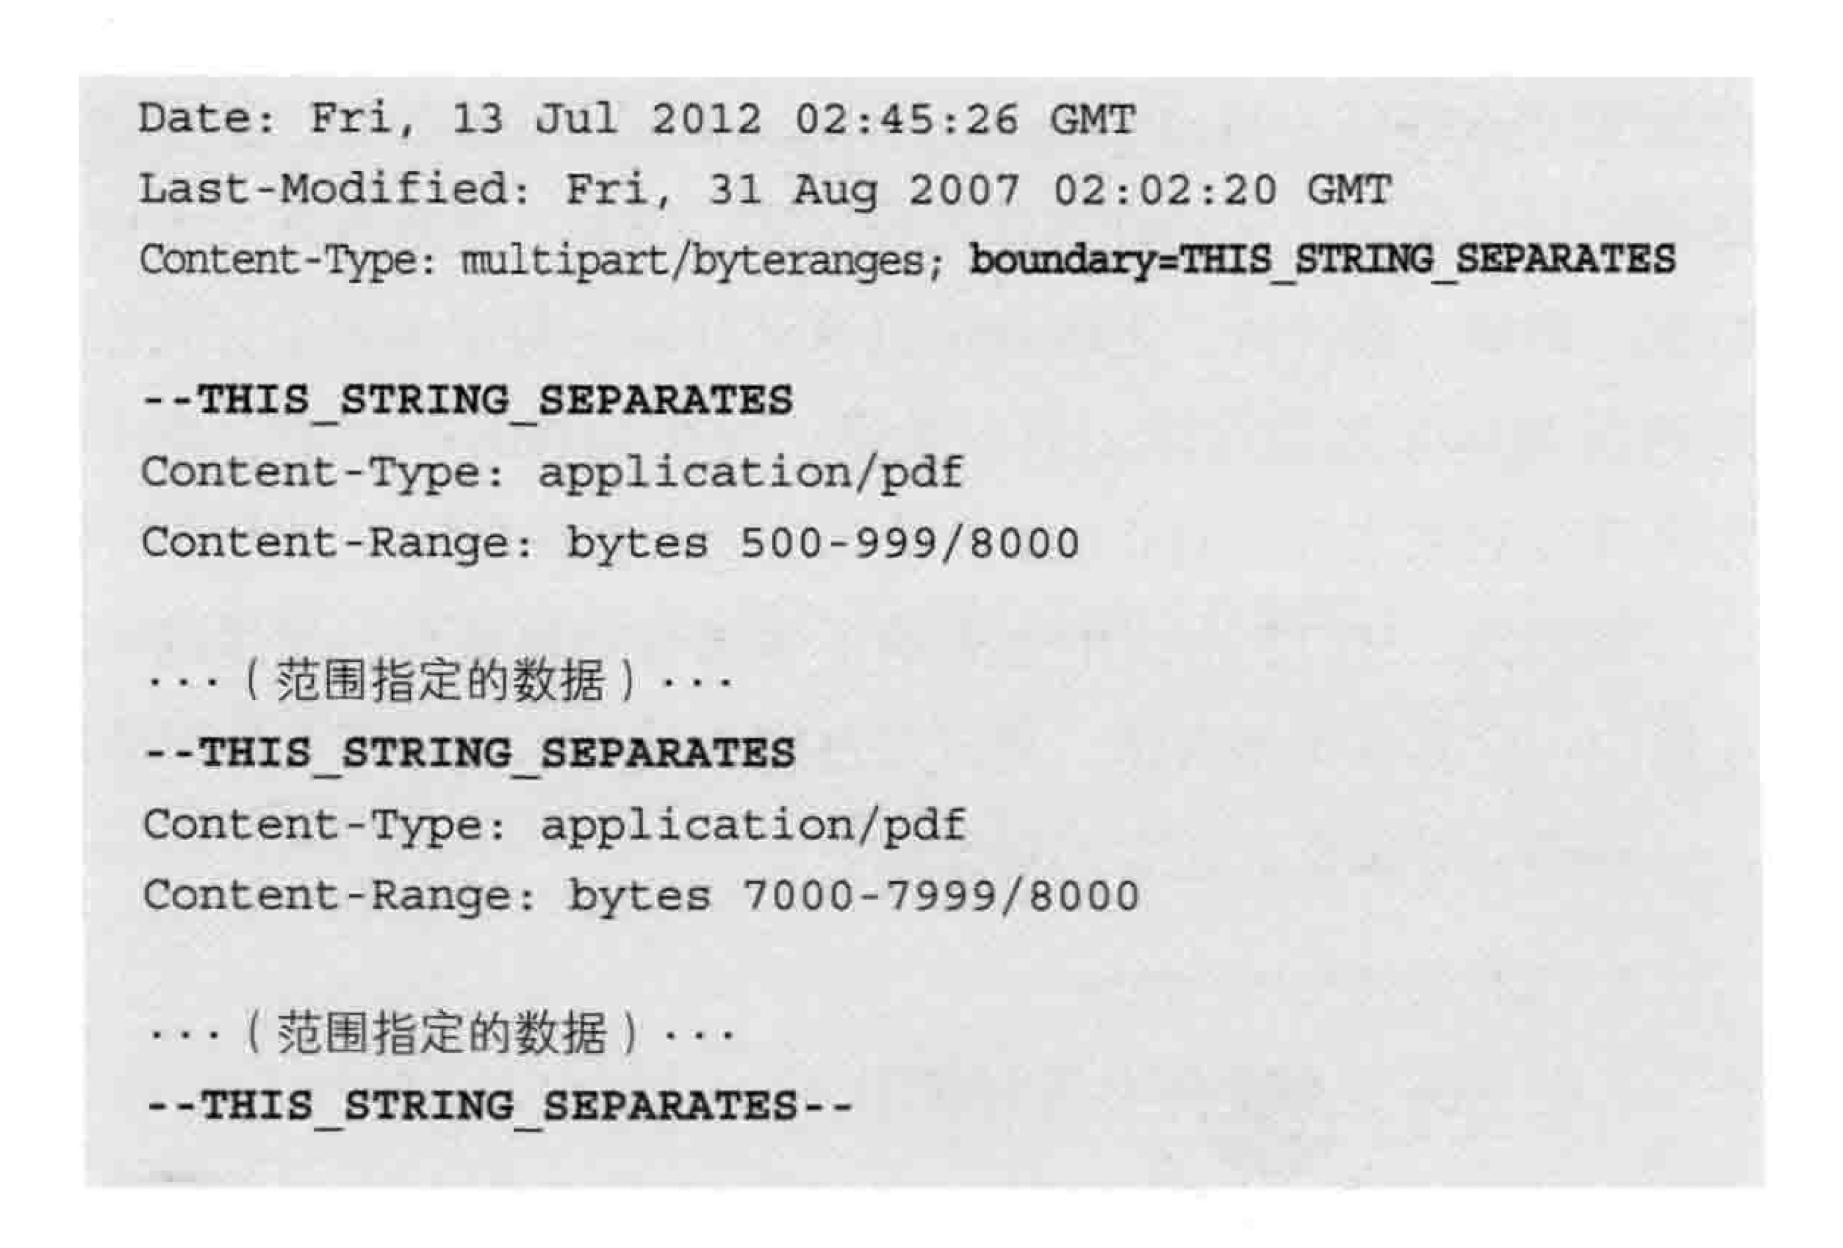 Date: Fri, 13 Jul 2012 02:45:26 GMT
Last-Modified: Fri, 31 Aug 2007 02:02:20 GMT
Content-Type: multipart/byteranges; boundary=THIS_STRING_SEPARATES
--THIS_STRING_SEPARATES
Content-Type: application/pdf
Content-Range: bytes 500-999/8000
···（范围指定的数据）···
--THIS_STRING_SEPARATES
Content-Type: application/pdf
Content-Range: bytes 7000-7999/8000
···（范围指定的数据）···
--THIS_STRING_SEPARATES--